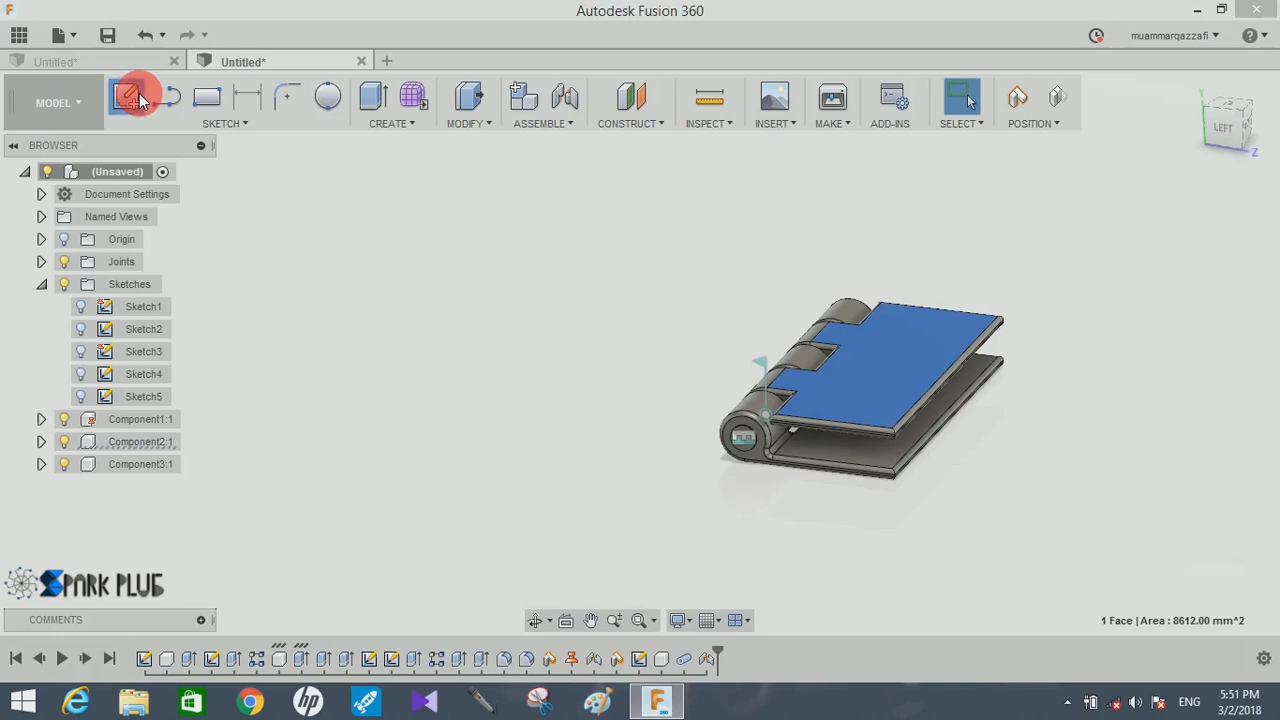 Autodesk Fusion 360
muammarqazzafi
Untitled*
Untitled*
MODEL
SKETCH
CREATE
MODIFY
ASSEMBLE
CONSTRUCT
INSPECT
INSERT
MAKE
ADD-INS
SELECT
POSITION
Y
LEFT
Z
BROWSER
(Unsaved)
Document Settings
Named Views
Origin
Joints
Sketches
Sketch1
Sketch2
Sketch3
Sketch4
Sketch5
Component1:1
Component2:1
Component3:1
SPARK PLUG
COMMENTS
1 Face | Area : 8612.00 mm^2
ENG
5:51 PM
3/2/2018